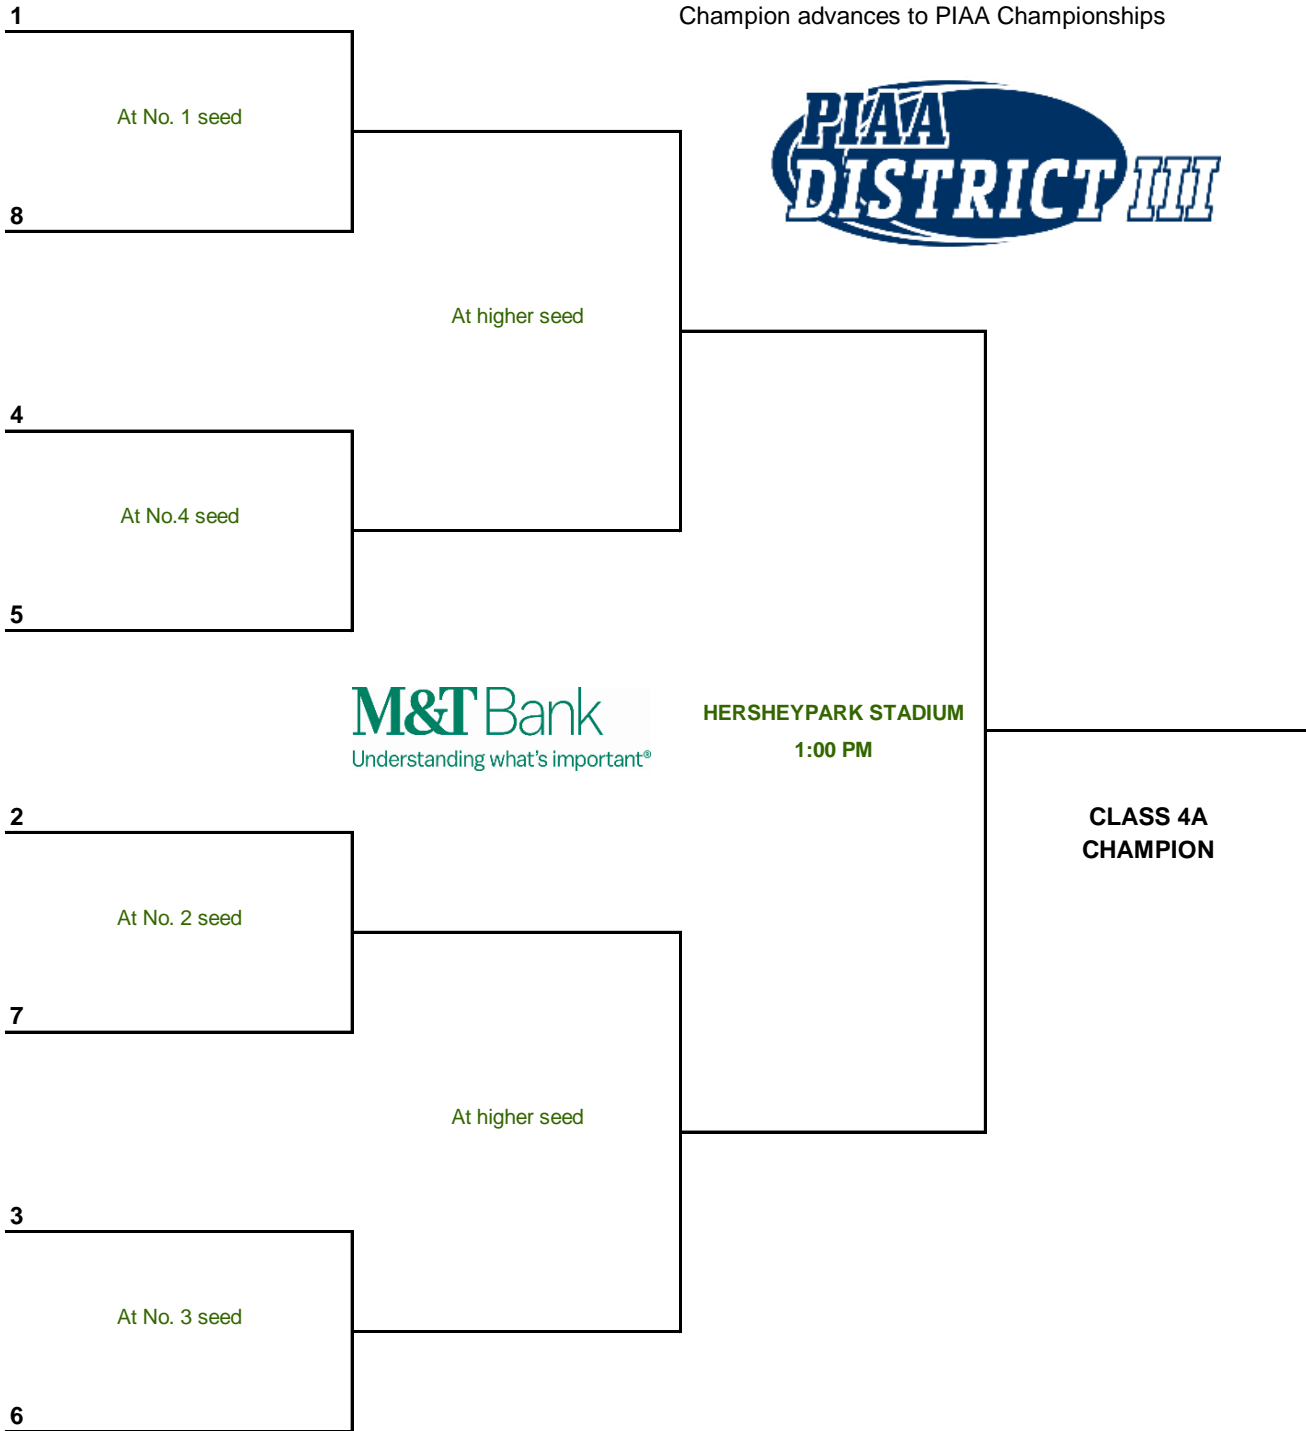 1
Champion advances to PIAA Championships
At No. 1 seed
PIAA
DISTRICT III
8
At higher seed
4
At No.4 seed
5
M&T Bank
Understanding what's important®
HERSHEYPARK STADIUM
1:00 PM
2
CLASS 4A
CHAMPION
At No. 2 seed
7
At higher seed
3
At No. 3 seed
6